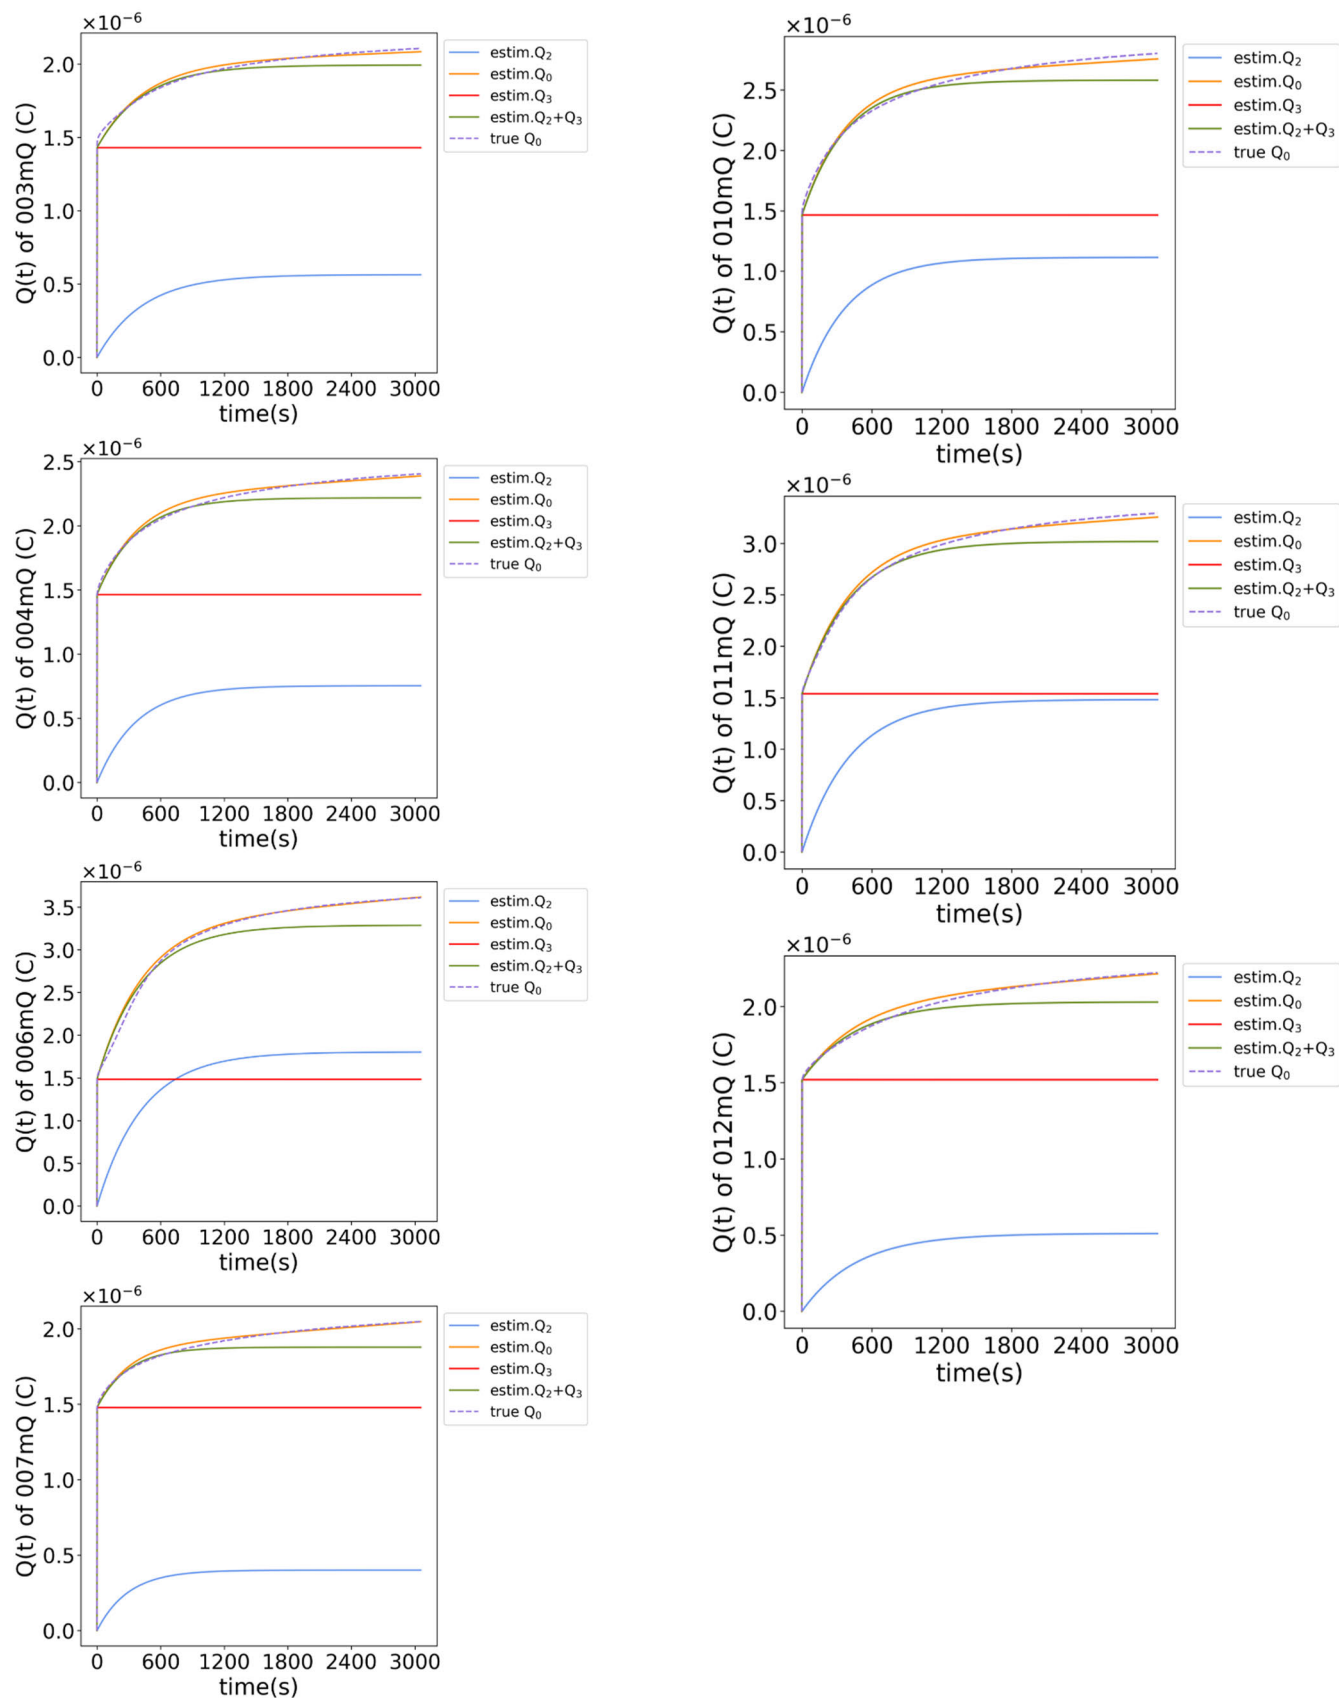 ×10⁻⁶
Q(t) of 003mQ (C)
2.0
1.5
1.0
0.5
0.0
0 600 1200 1800 2400 3000
time(s)
estim.Q₂
estim.Q₀
estim.Q₃
estim.Q₂+Q₃
true Q₀
×10⁻⁶
Q(t) of 004mQ (C)
2.5
2.0
1.5
1.0
0.5
0.0
0 600 1200 1800 2400 3000
time(s)
estim.Q₂
estim.Q₀
estim.Q₃
estim.Q₂+Q₃
true Q₀
×10⁻⁶
Q(t) of 006mQ (C)
3.5
3.0
2.5
2.0
1.5
1.0
0.5
0.0
0 600 1200 1800 2400 3000
time(s)
estim.Q₂
estim.Q₀
estim.Q₃
estim.Q₂+Q₃
true Q₀
×10⁻⁶
Q(t) of 007mQ (C)
2.0
1.5
1.0
0.5
0.0
0 600 1200 1800 2400 3000
time(s)
estim.Q₂
estim.Q₀
estim.Q₃
estim.Q₂+Q₃
true Q₀
×10⁻⁶
Q(t) of 010mQ (C)
2.5
2.0
1.5
1.0
0.5
0.0
0 600 1200 1800 2400 3000
time(s)
estim.Q₂
estim.Q₀
estim.Q₃
estim.Q₂+Q₃
true Q₀
×10⁻⁶
Q(t) of 011mQ (C)
3.0
2.5
2.0
1.5
1.0
0.5
0.0
0 600 1200 1800 2400 3000
time(s)
estim.Q₂
estim.Q₀
estim.Q₃
estim.Q₂+Q₃
true Q₀
×10⁻⁶
Q(t) of 012mQ (C)
2.0
1.5
1.0
0.5
0.0
0 600 1200 1800 2400 3000
time(s)
estim.Q₂
estim.Q₀
estim.Q₃
estim.Q₂+Q₃
true Q₀